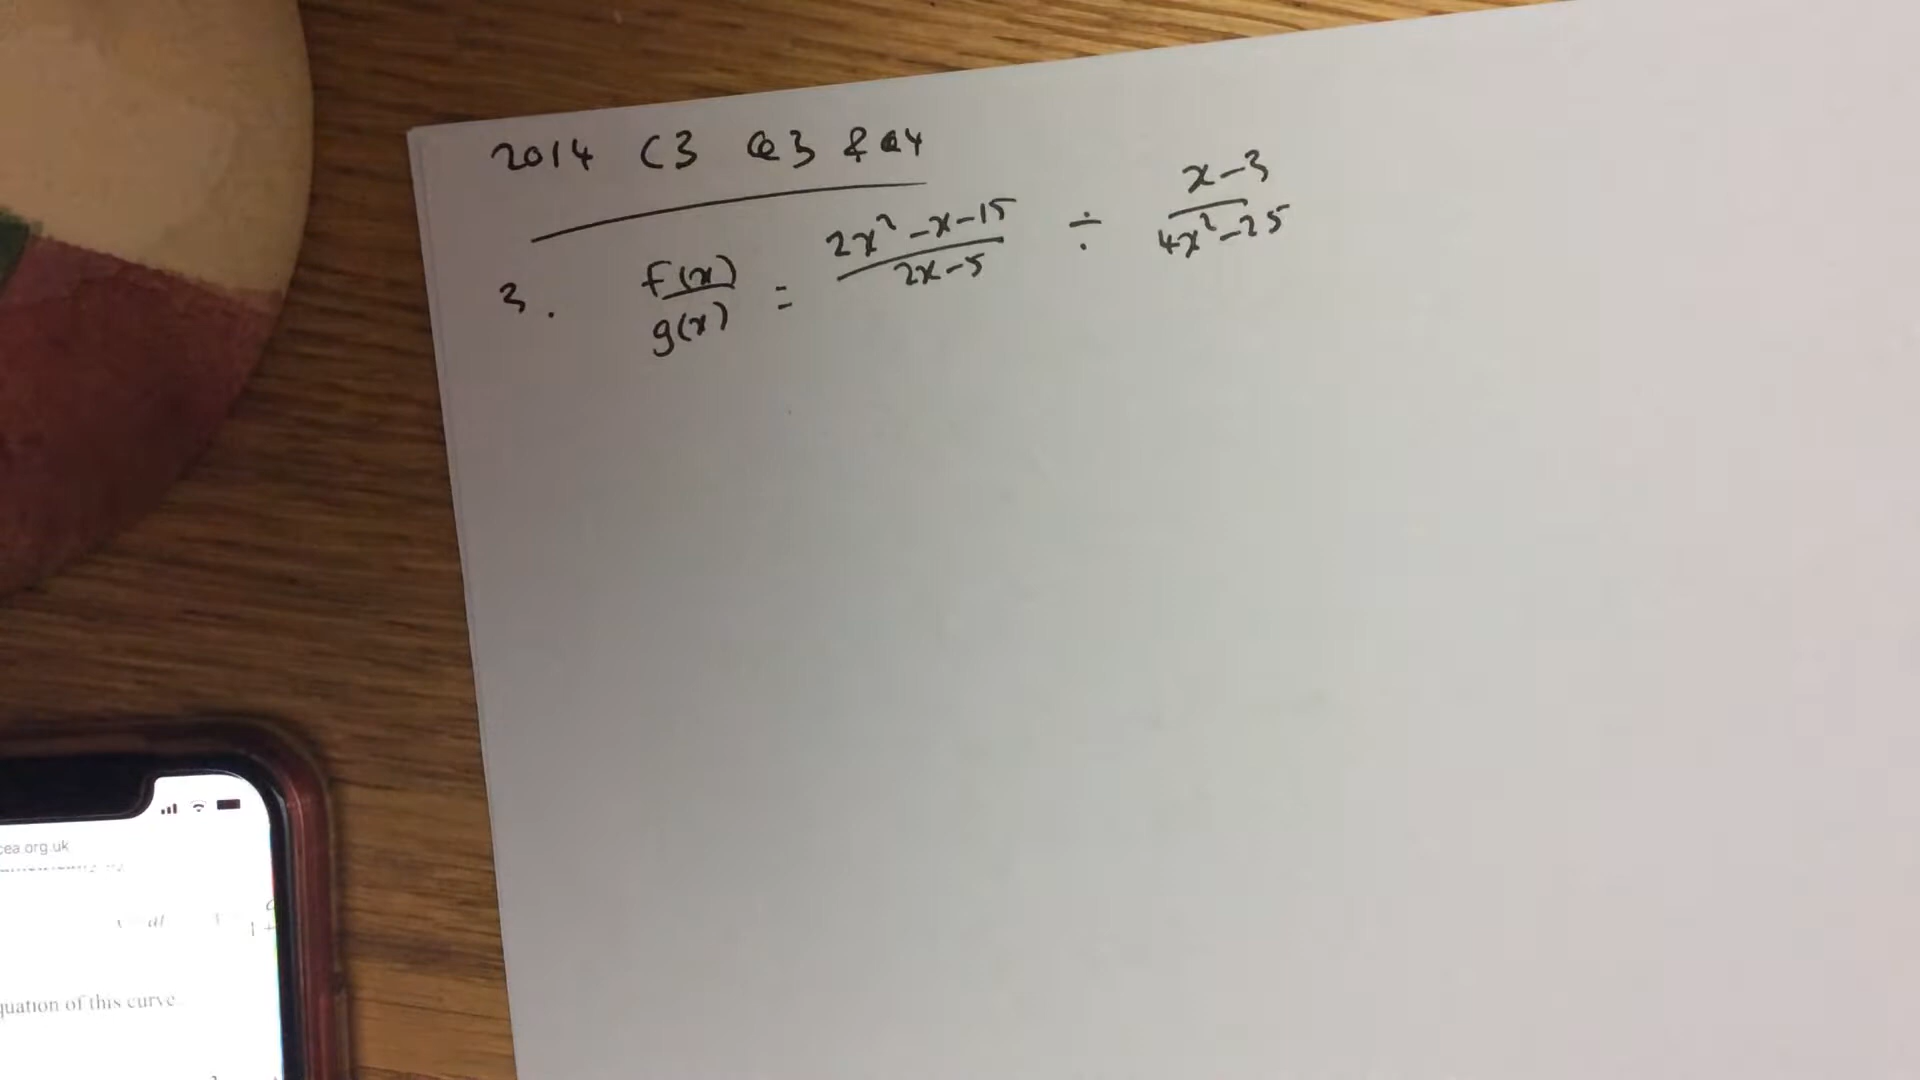 2014 C3 Q3 & Q4
3. f(x)/g(x) = (2x² - x - 15)/(2x - 5) ÷ (x - 3)/(4x² - 25)
cea.org.uk
quation of this curve.